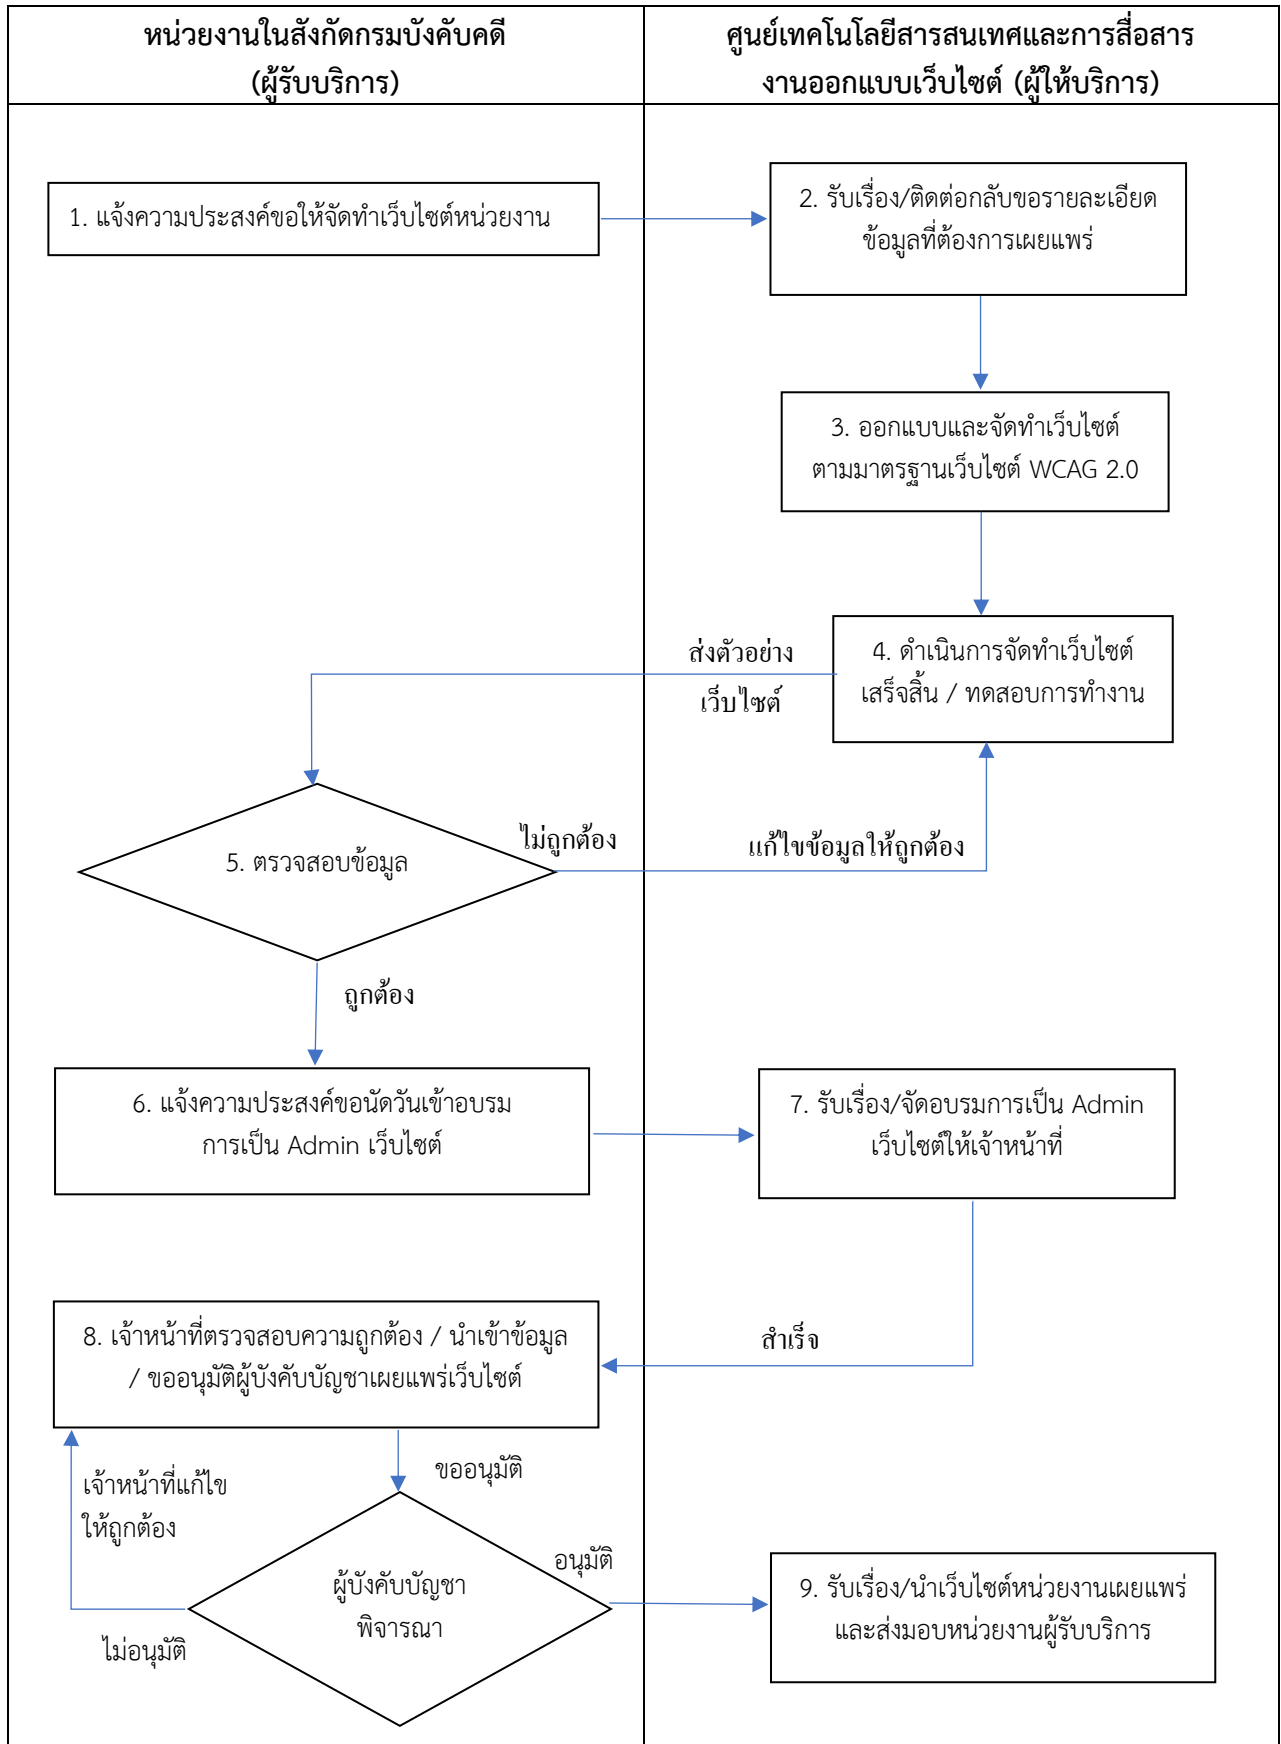 หน่วยงานในสังกัดกรมบังคับคดี
(ผู้รับบริการ)
ศูนย์เทคโนโลยีสารสนเทศและการสื่อสาร
งานออกแบบเว็บไซต์ (ผู้ให้บริการ)
1. แจ้งความประสงค์ขอให้จัดทำเว็บไซต์หน่วยงาน
2. รับเรื่อง/ติดต่อกลับขอรายละเอียด
ข้อมูลที่ต้องการเผยแพร่
3. ออกแบบและจัดทำเว็บไซต์
ตามมาตรฐานเว็บไซต์ WCAG 2.0
ส่งตัวอย่าง
เว็บไซต์
4. ดำเนินการจัดทำเว็บไซต์
เสร็จสิ้น / ทดสอบการทำงาน
5. ตรวจสอบข้อมูล
ไม่ถูกต้อง
แก้ไขข้อมูลให้ถูกต้อง
ถูกต้อง
6. แจ้งความประสงค์ขอนัดวันเข้าอบรม
การเป็น Admin เว็บไซต์
7. รับเรื่อง/จัดอบรมการเป็น Admin
เว็บไซต์ให้เจ้าหน้าที่
สำเร็จ
8. เจ้าหน้าที่ตรวจสอบความถูกต้อง / นำเข้าข้อมูล
/ ขออนุมัติผู้บังคับบัญชาเผยแพร่เว็บไซต์
ขออนุมัติ
เจ้าหน้าที่แก้ไข
ให้ถูกต้อง
ผู้บังคับบัญชา
พิจารณา
อนุมัติ
ไม่อนุมัติ
9. รับเรื่อง/นำเว็บไซต์หน่วยงานเผยแพร่
และส่งมอบหน่วยงานผู้รับบริการ